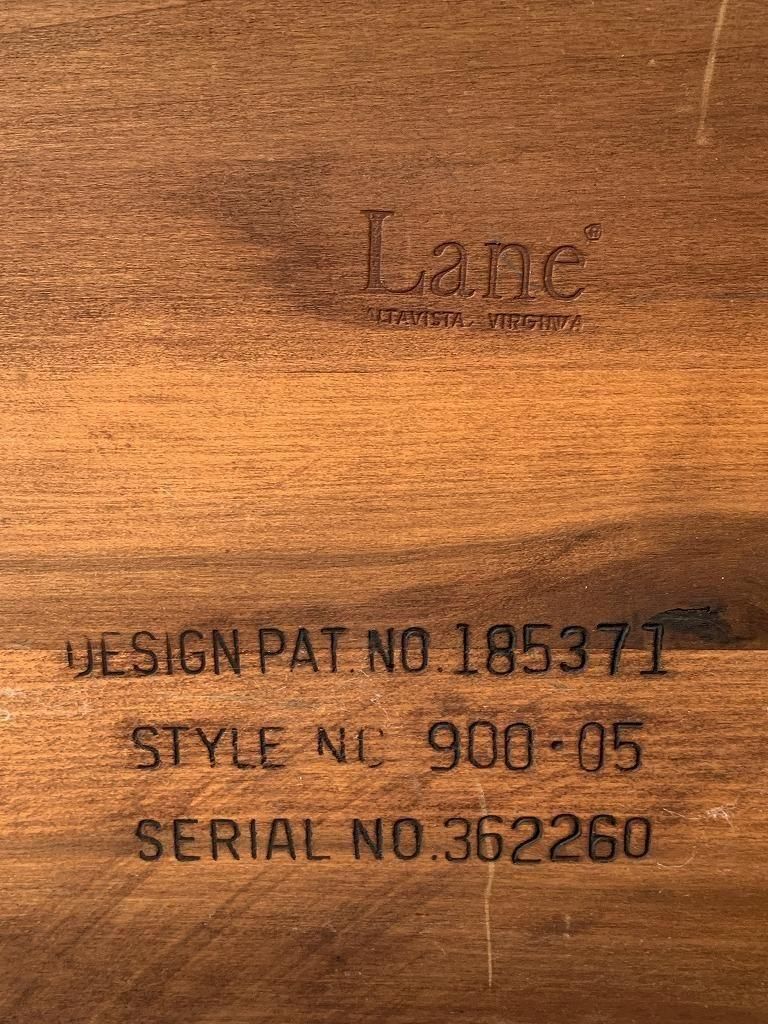 Lane®
ALTAVISTA, VIRGINIA
DESIGN PAT. NO. 185371
STYLE NO 900-05
SERIAL NO. 362260